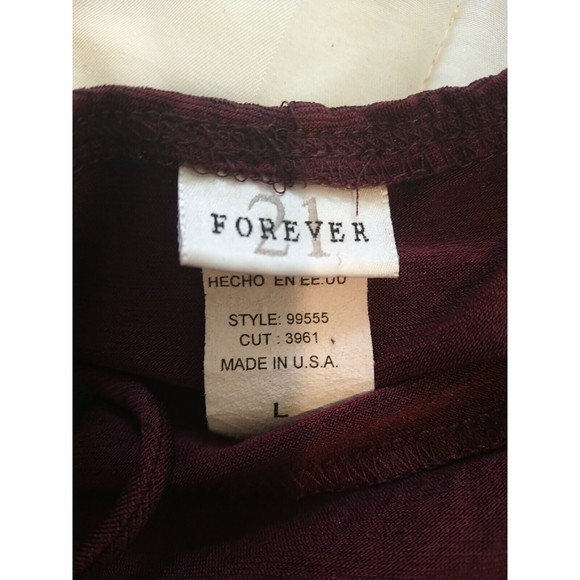 FOREVER
21
HECHO EN EE.UU
STYLE: 99555
CUT : 3961
MADE IN U.S.A.
L